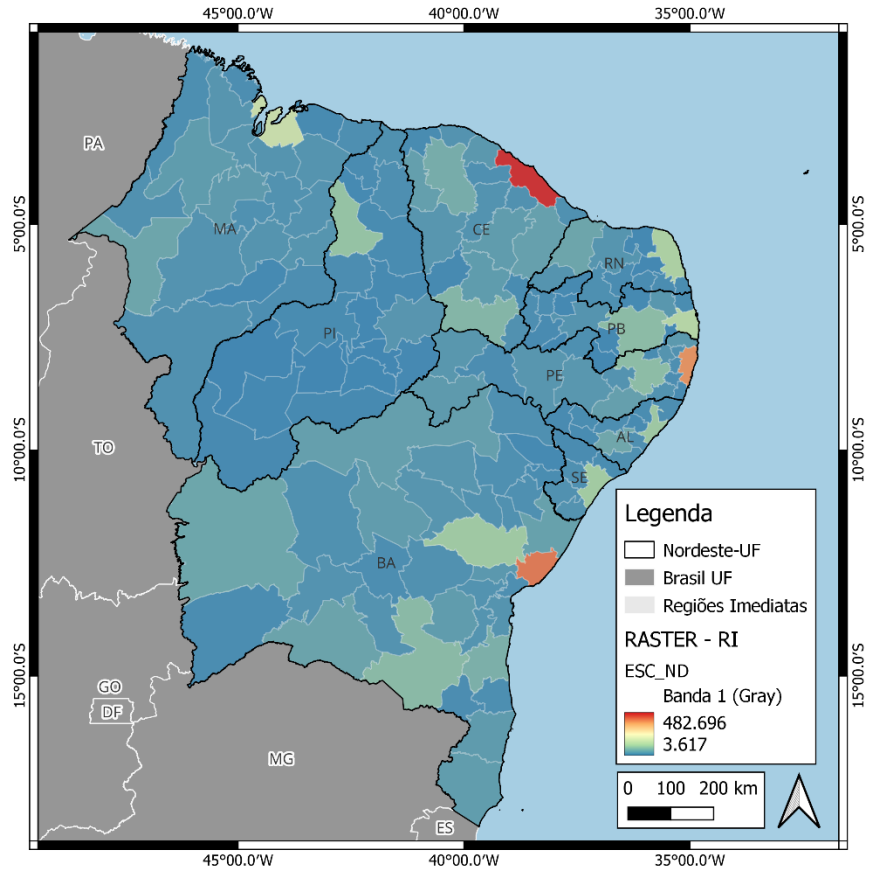 45°00.0'W 40°00.0'W 35°00.0'W
5°00.0'S 5°00.0'S
10°00.0'S 10°00.0'S
15°00.0'S 15°00.0'S
PA
MA
CE
RN
PI
PB
PE
TO
AL
SE
BA
GO
DF
MG
ES
Legenda
Nordeste-UF
Brasil UF
Regiões Imediatas
RASTER - RI
ESC_ND
Banda 1 (Gray)
482.696
3.617
0 100 200 km
45°00.0'W 40°00.0'W 35°00.0'W